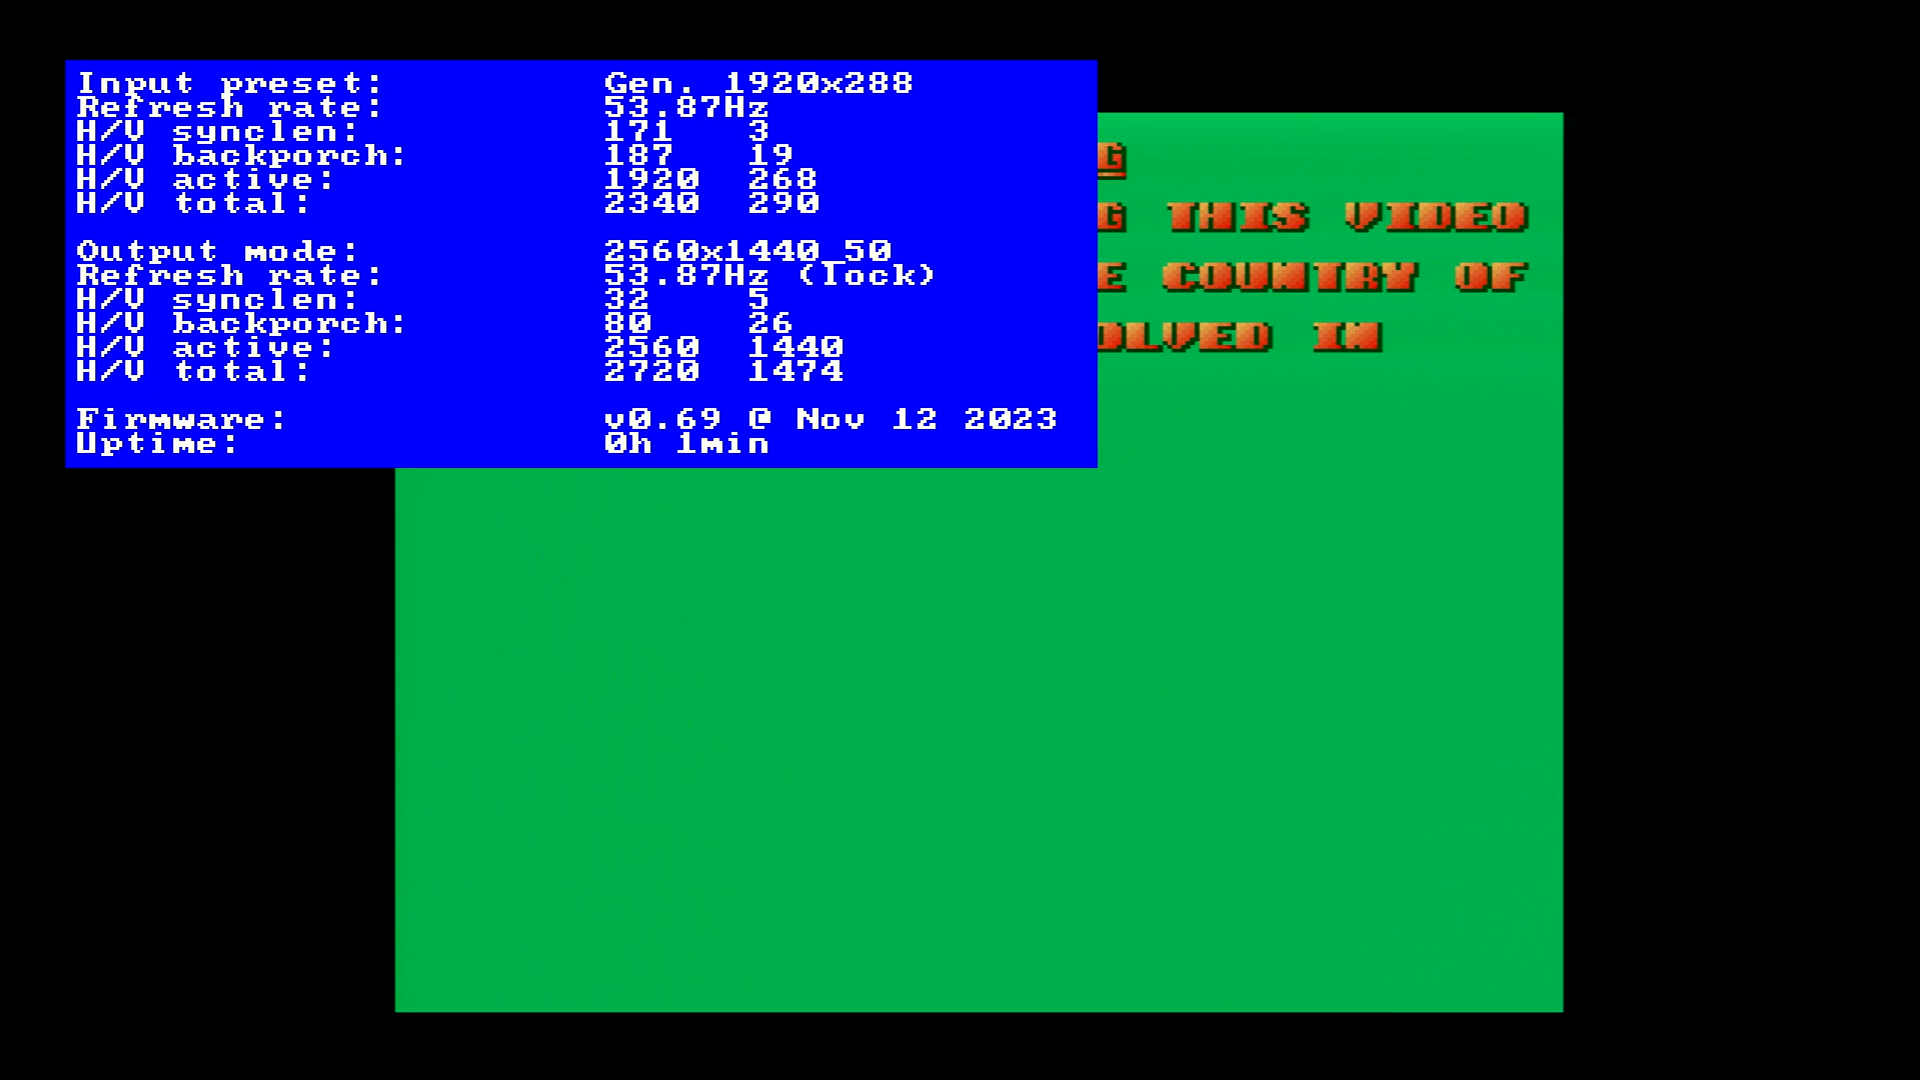 Input preset: Gen. 1920x288
Refresh rate: 53.87Hz
H/V synclen: 171 3
H/V backporch: 187 19
H/V active: 1920 268
H/V total: 2340 290
Output mode: 2560x1440_50
Refresh rate: 53.87Hz (lock)
H/V synclen: 32 5
H/V backporch: 80 26
H/V active: 2560 1440
H/V total: 2720 1474
Firmware: v0.69 @ Nov 12 2023
Uptime: 0h 1min
G
G THIS VIDEO
E COUNTRY OF
OLVED IN